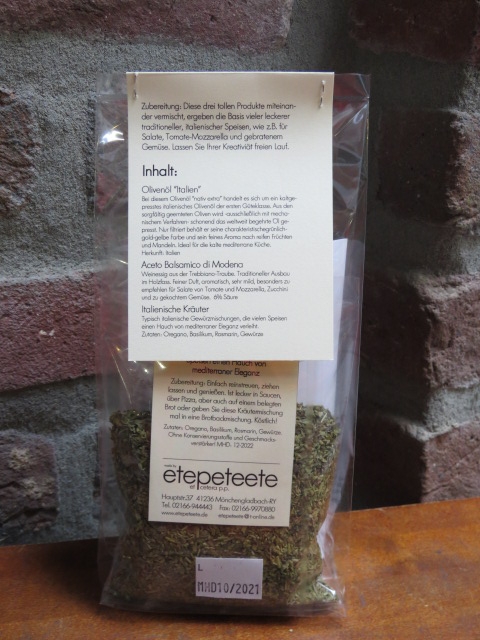 Zubereitung: Diese drei tollen Produkte miteinan-
der vermischt, ergeben die Basis vieler leckerer
traditioneller, italienischer Speisen, wie z.B. für
Salate, Tomate-Mozzarella und gebratenem
Gemüse. Lassen Sie Ihrer Kreativiät freien Lauf.
Inhalt:
Olivenöl "Italien"
Bei diesem Olivenöl "nativ extra" handelt es sich um ein kaltge-
presstes italienisches Olivenöl der ersten Güteklasse. Aus den
sorgfältig geernteten Oliven wird -ausschließlich mit mecha-
nischem Verfahren- schonend das weltweit begehrte Öl ge-
presst. Nur filtriert behält er seine charakteristischegrünlich-
gold-gelbe Farbe und sein feines Aroma nach reifen Früchten
und Mandeln. Ideal für die kalte mediterrane Küche.
Herkunft: Italien
Aceto Balsamico di Modena
Weinessig aus der Trebbiano-Traube. Traditioneller Ausbau
im Holzfass. Feiner Duft, aromatisch, sehr mild, besonders zu
empfehlen für Salate von Tomate und Mozzarella, Zucchini
und zu gekochtem Gemüse. 6% Säure
Italienische Kräuter
Typisch italienische Gewürzmischungen, die vielen Speisen
einen Hauch von mediterraner Eleganz verleiht.
Zutaten: Oregano, Basilikum, Rosmarin, Gewürze
einen Hauch von
mediterraner Eleganz
Zubereitung: Einfach reinstreuen, ziehen
lassen und genießen. Ist lecker in Saucen,
über Pizza, aber auch auf einem belegten
Brot oder geben Sie diese Kräutermischung
mal in eine Brotbackmischung. Köstlich!
Zutaten: Oregano, Basilikum, Rosmarin, Gewürze
Ohne Konservierungsstoffe und Geschmacks-
verstärker! MHD: 12-2022
etepeteete
et cetera p.p.
Hauptstr.37 41236 Mönchengladbach-RY
Tel. 02166-944443 Fax: 02166-9970880
www.etepeteete.de etepeteete@t-online.de
L
MHD10/2021